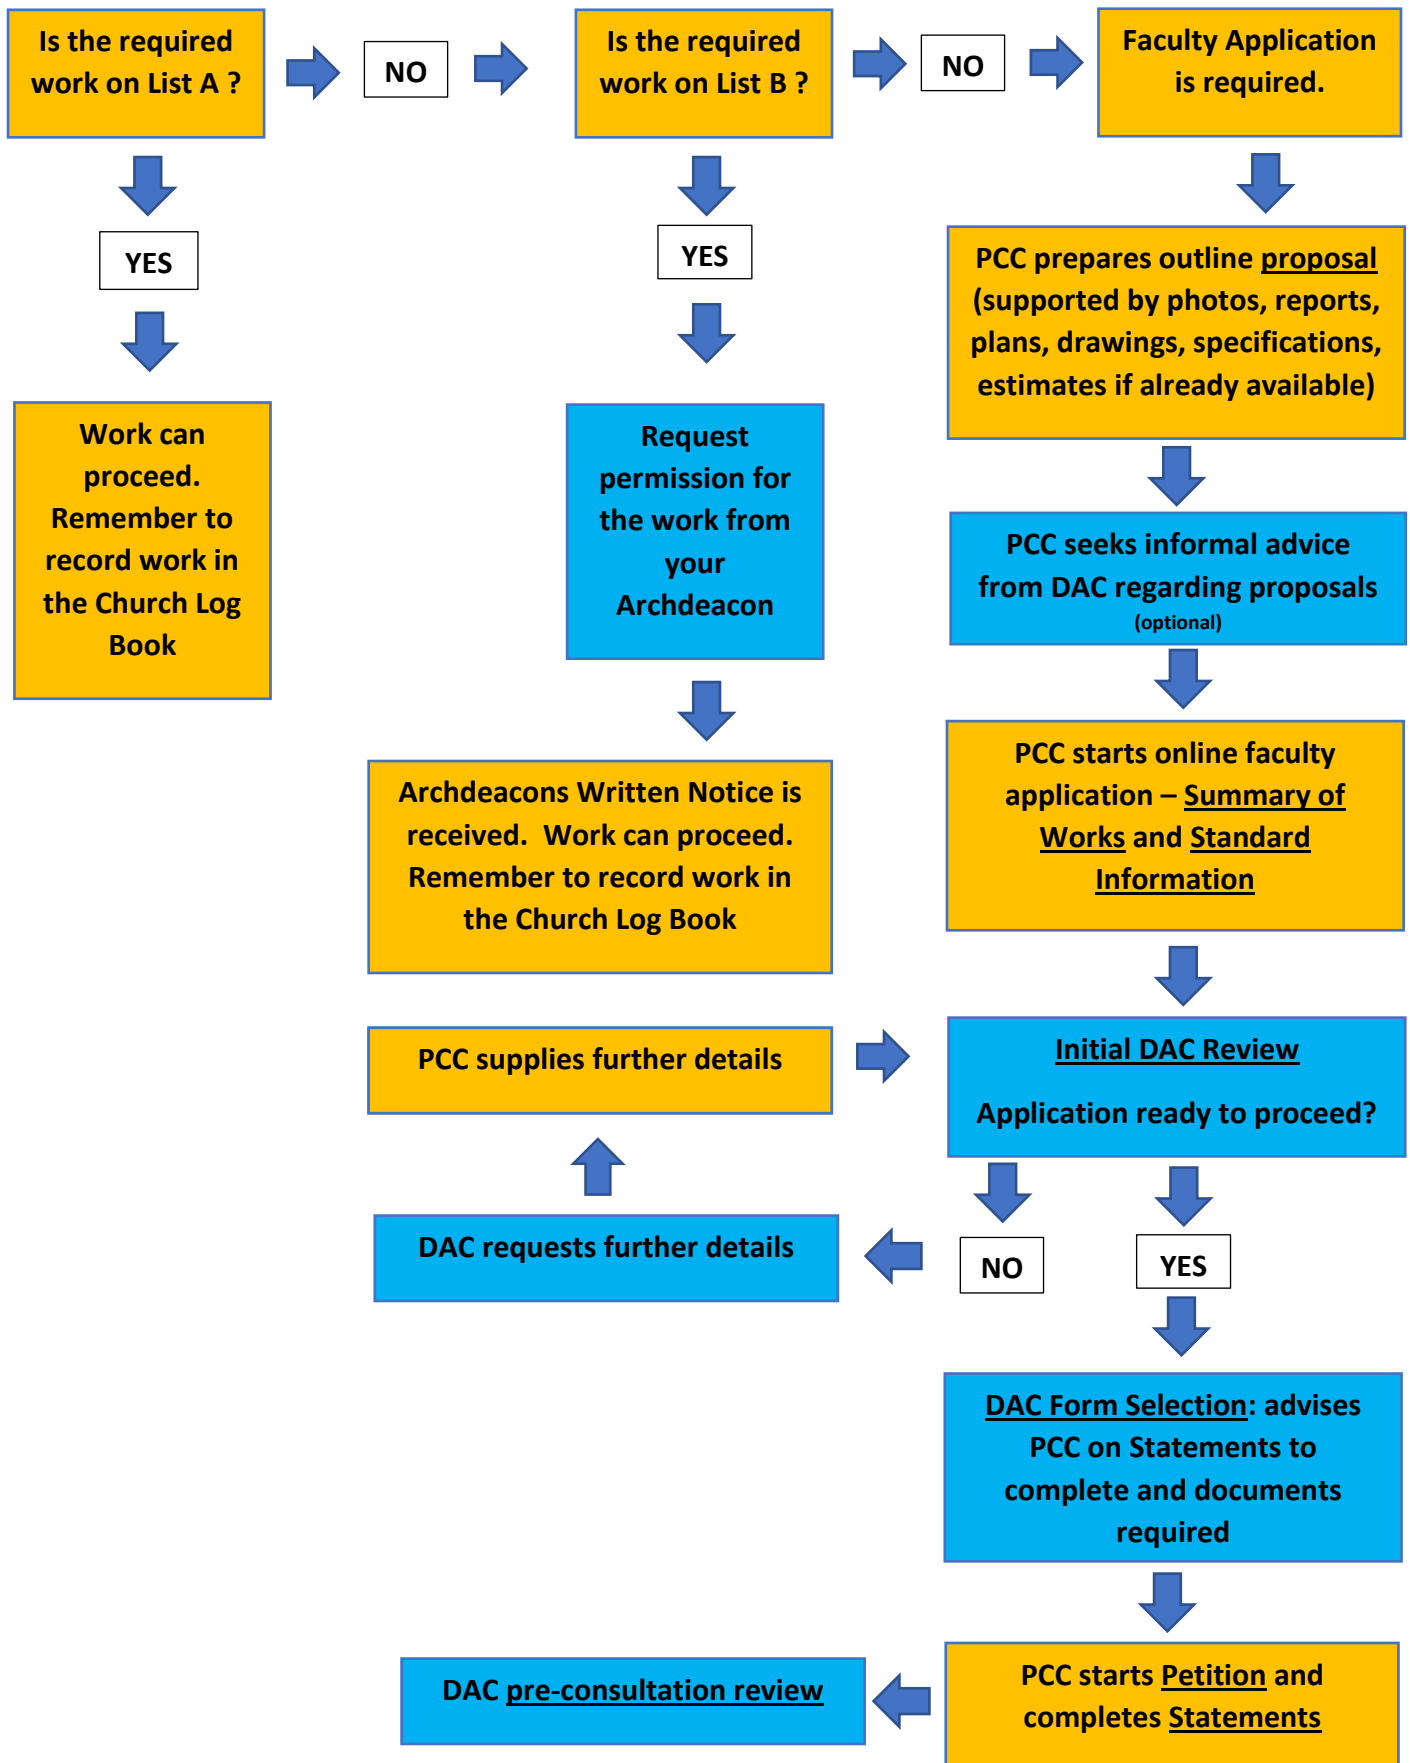 Is the required
work on List A ?
NO
Is the required
work on List B ?
NO
Faculty Application
is required.
YES
Work can
proceed.
Remember to
record work in
the Church Log
Book
YES
Request
permission for
the work from
your
Archdeacon
Archdeacons Written Notice is
received.  Work can proceed.
Remember to record work in
the Church Log Book
PCC prepares outline proposal
(supported by photos, reports,
plans, drawings, specifications,
estimates if already available)
PCC seeks informal advice
from DAC regarding proposals
(optional)
PCC starts online faculty
application – Summary of
Works and Standard
Information
Initial DAC Review
Application ready to proceed?
NO
DAC requests further details
PCC supplies further details
YES
DAC Form Selection: advises
PCC on Statements to
complete and documents
required
PCC starts Petition and
completes Statements
DAC pre-consultation review